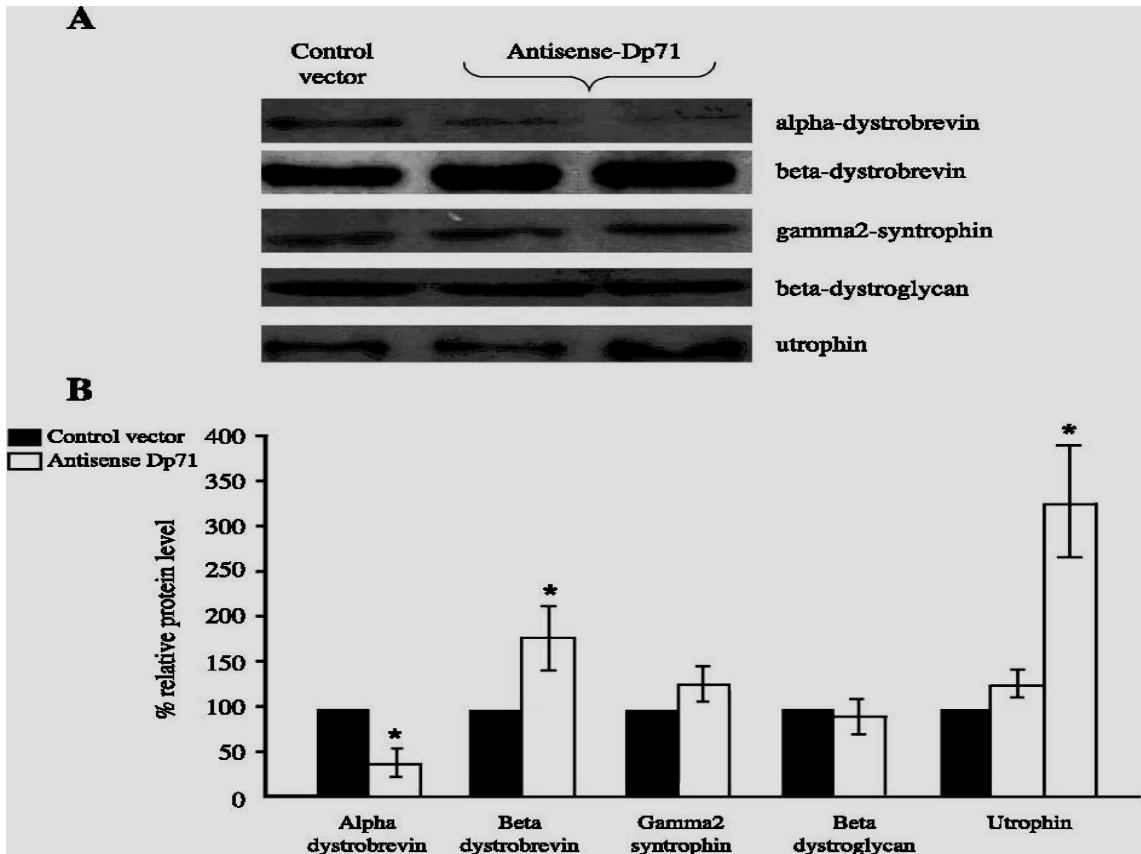 A
Control
vector
Antisense-Dp71
alpha-dystrobrevin
beta-dystrobrevin
gamma2-syntrophin
beta-dystroglycan
utrophin
B
Control vector
Antisense Dp71
% relative protein level
400
350
300
250
200
150
100
50
0
*
*
*
Alpha
dystrobrevin
Beta
dystrobrevin
Gamma2
syntrophin
Beta
dystroglycan
Utrophin